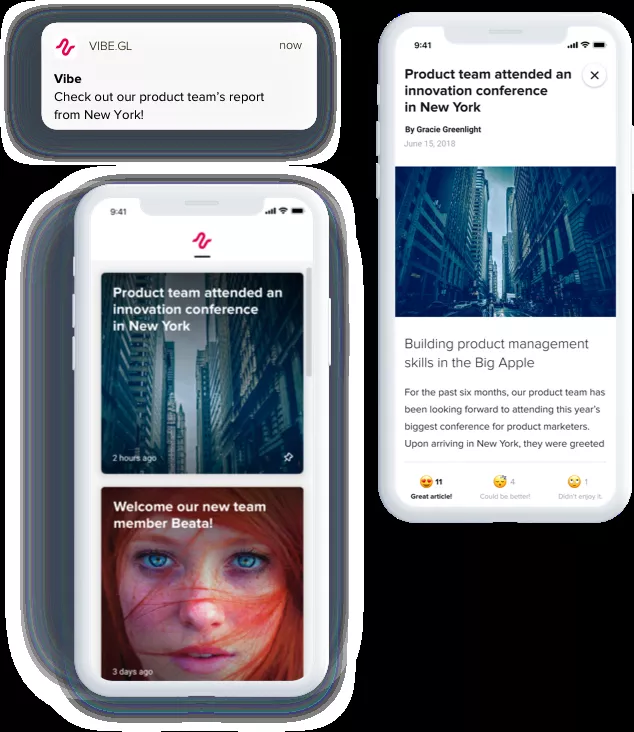 VIBE.GL
now
Vibe
Check out our product team's report
from New York!
9:41
Product team attended an
innovation conference
in New York
2 hours ago
Welcome our new team
member Beata!
3 days ago
9:41
Product team attended an
innovation conference
in New York
By Gracie Greenlight
June 15, 2018
Building product management
skills in the Big Apple
For the past six months, our product team has
been looking forward to attending this year's
biggest conference for product marketers.
Upon arriving in New York, they were greeted
11
4
1
Great article!
Could be better!
Didn't enjoy it.